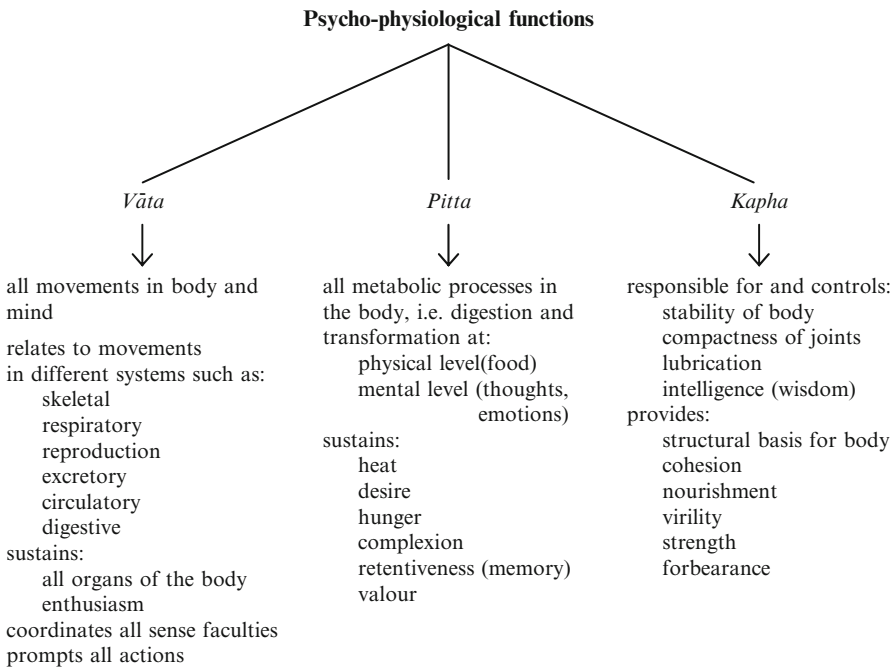 Psycho-physiological functions
Vāta
all movements in body and
mind
relates to movements
in different systems such as:
skeletal
respiratory
reproduction
excretory
circulatory
digestive
sustains:
all organs of the body
enthusiasm
coordinates all sense faculties
prompts all actions
Pitta
all metabolic processes in
the body, i.e. digestion and
transformation at:
physical level(food)
mental level (thoughts,
emotions)
sustains:
heat
desire
hunger
complexion
retentiveness (memory)
valour
Kapha
responsible for and controls:
stability of body
compactness of joints
lubrication
intelligence (wisdom)
provides:
structural basis for body
cohesion
nourishment
virility
strength
forbearance